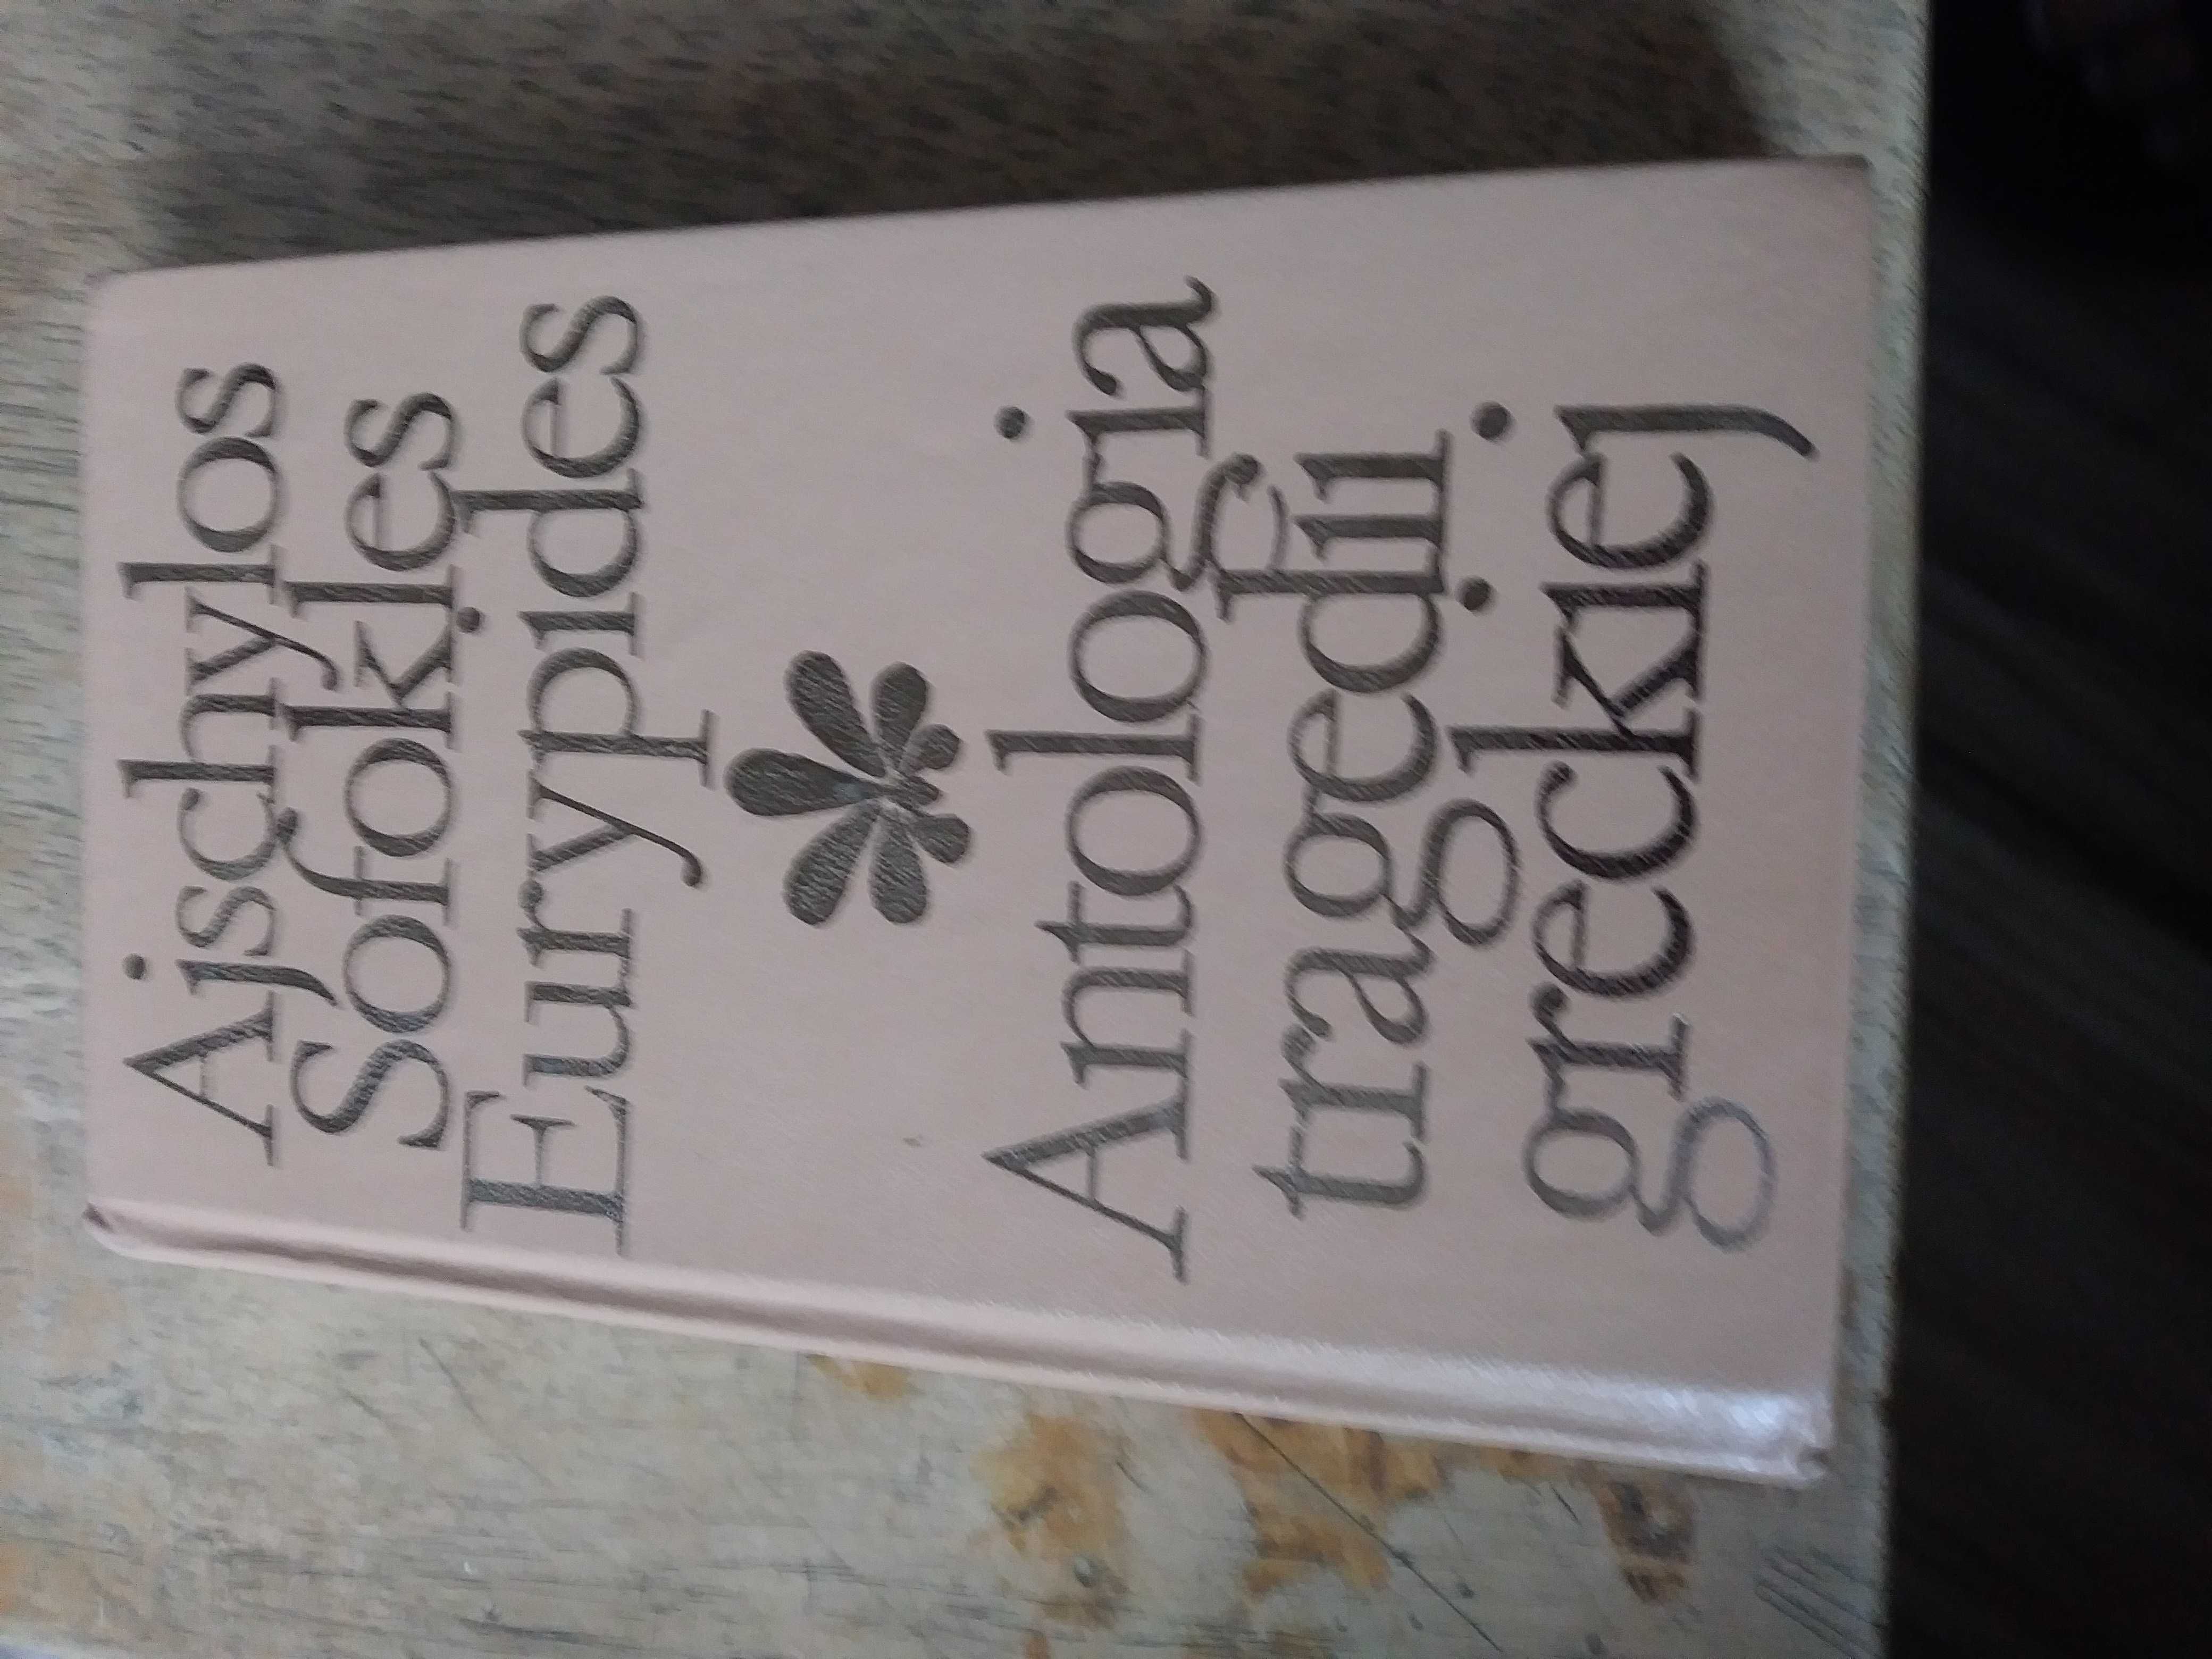 Ajschylos
Sofokles
Eurypides
Antologia
tragedii
greckiej